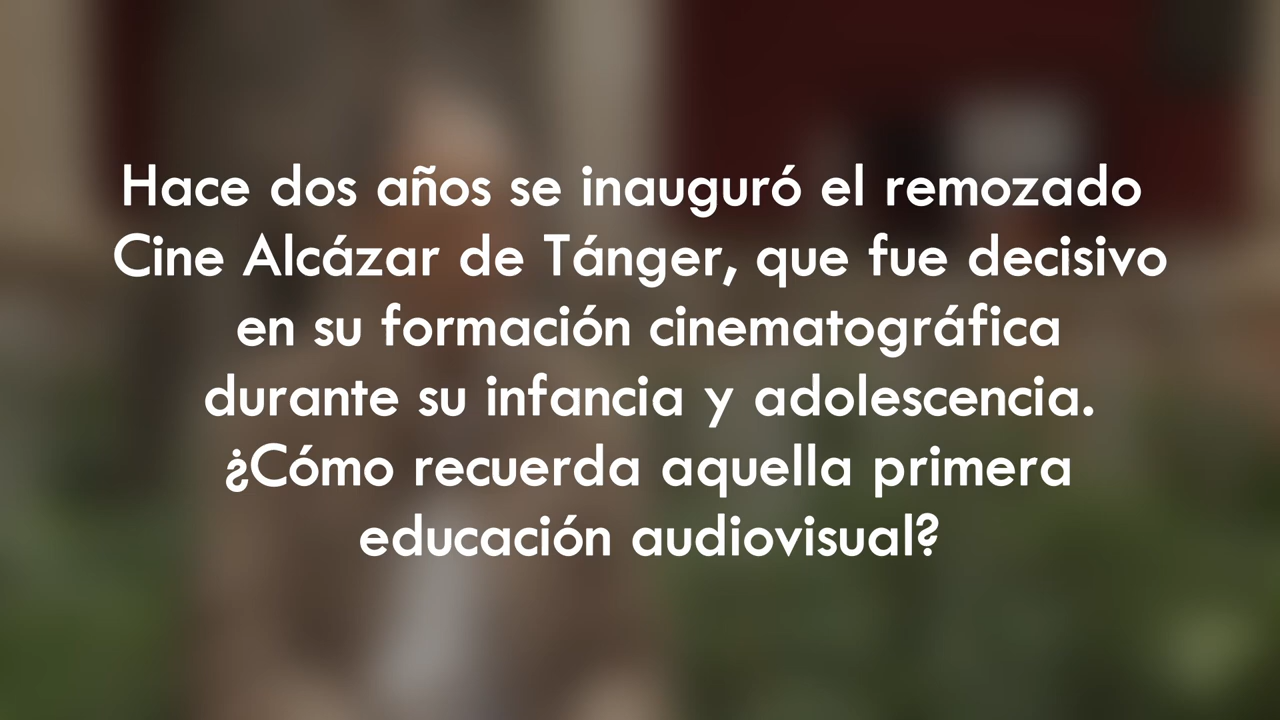 Hace dos años se inauguró el remozado
Cine Alcázar de Tánger, que fue decisivo
en su formación cinematográfica
durante su infancia y adolescencia.
¿Cómo recuerda aquella primera
educación audiovisual?